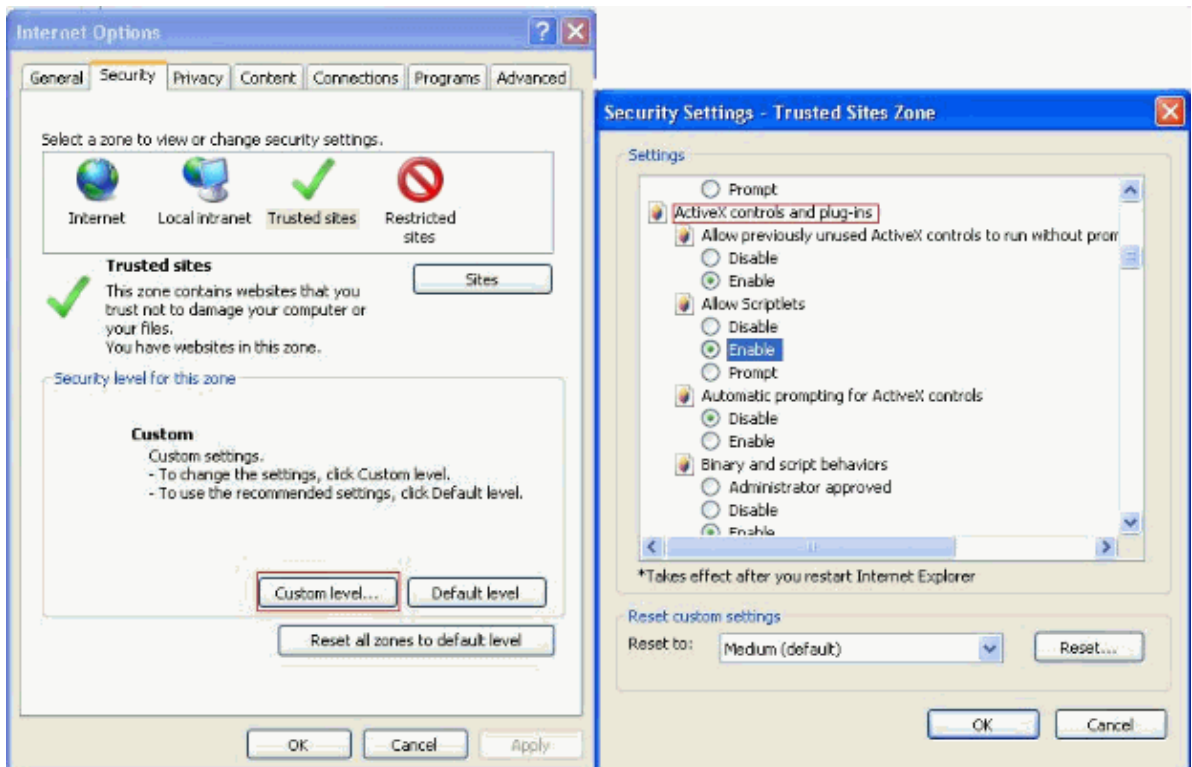 Internet Options
General Security Privacy Content Connections Programs Advanced
Select a zone to view or change security settings.
Internet Local intranet Trusted sites Restricted sites
Trusted sites
Sites
This zone contains websites that you
trust not to damage your computer or
your files.
You have websites in this zone.
Security level for this zone
Custom
Custom settings.
- To change the settings, click Custom level.
- To use the recommended settings, click Default level.
Custom level... Default level
Reset all zones to default level
OK Cancel Apply
Security Settings - Trusted Sites Zone
Settings
Prompt
ActiveX controls and plug-ins
Allow previously unused ActiveX controls to run without prom
Disable
Enable
Allow Scriptlets
Disable
Enable
Prompt
Automatic prompting for ActiveX controls
Disable
Enable
Binary and script behaviors
Administrator approved
Disable
Enable
*Takes effect after you restart Internet Explorer
Reset custom settings
Reset to: Medium (default) Reset...
OK Cancel